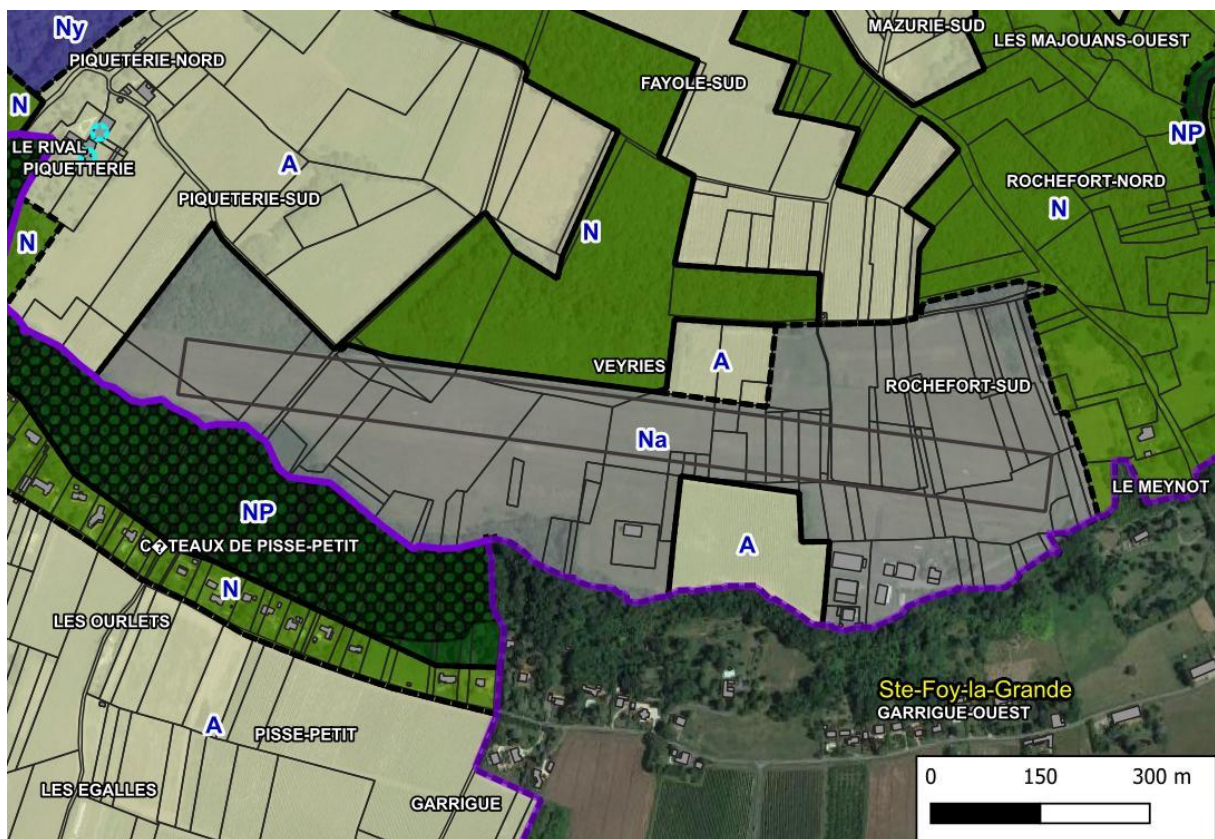 Ny
MAZURIE-SUD
LES MAJOUANS-OUEST
PIQUETERIE-NORD
FAYOLE-SUD
N
NP
LE RIVAL
PIQUETTERIE
A
ROCHEFORT-NORD
PIQUETERIE-SUD
N
N
N
VEYRIES
A
ROCHEFORT-SUD
Na
LE MEYNOT
NP
C�TEAUX DE PISSE-PETIT
A
N
LES OURLETS
Ste-Foy-la-Grande
GARRIGUE-OUEST
A
PISSE-PETIT
LES EGALLES
GARRIGUE
0 150 300 m